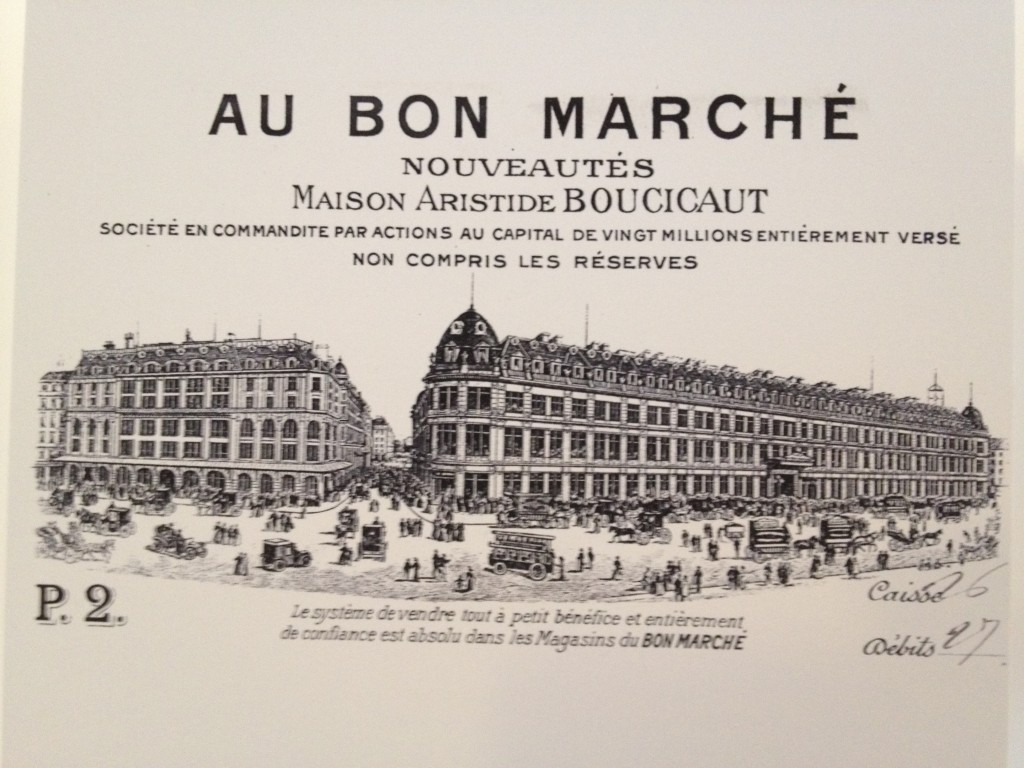 AU BON MARCHÉ
NOUVEAUTÉS
MAISON ARISTIDE BOUCICAUT
SOCIÉTÉ EN COMMANDITE PAR ACTIONS AU CAPITAL DE VINGT MILLIONS ENTIÉREMENT VERSÉ
NON COMPRIS LES RÉSERVES
P. 2.
Le système de vendre tout à petit bénéfice et entièrement
de confiance est absolu dans les Magasins du BON MARCHÉ
Caisse 26
Débits 27